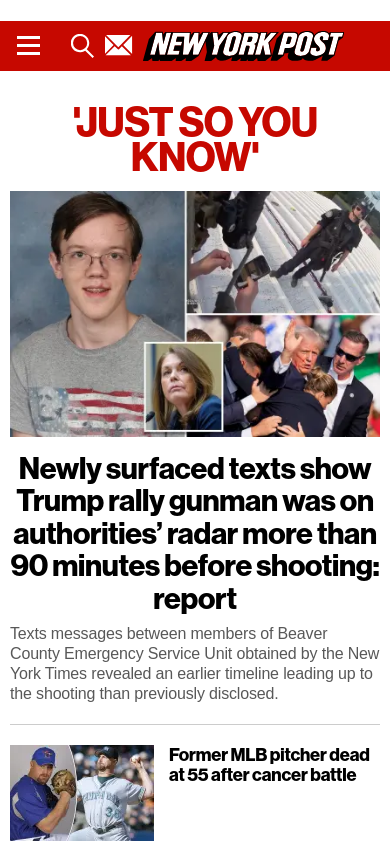 NEW YORK POST
'JUST SO YOU
KNOW'
Newly surfaced texts show
Trump rally gunman was on
authorities’ radar more than
90 minutes before shooting:
report
Texts messages between members of Beaver
County Emergency Service Unit obtained by the New
York Times revealed an earlier timeline leading up to
the shooting than previously disclosed.
Former MLB pitcher dead
at 55 after cancer battle